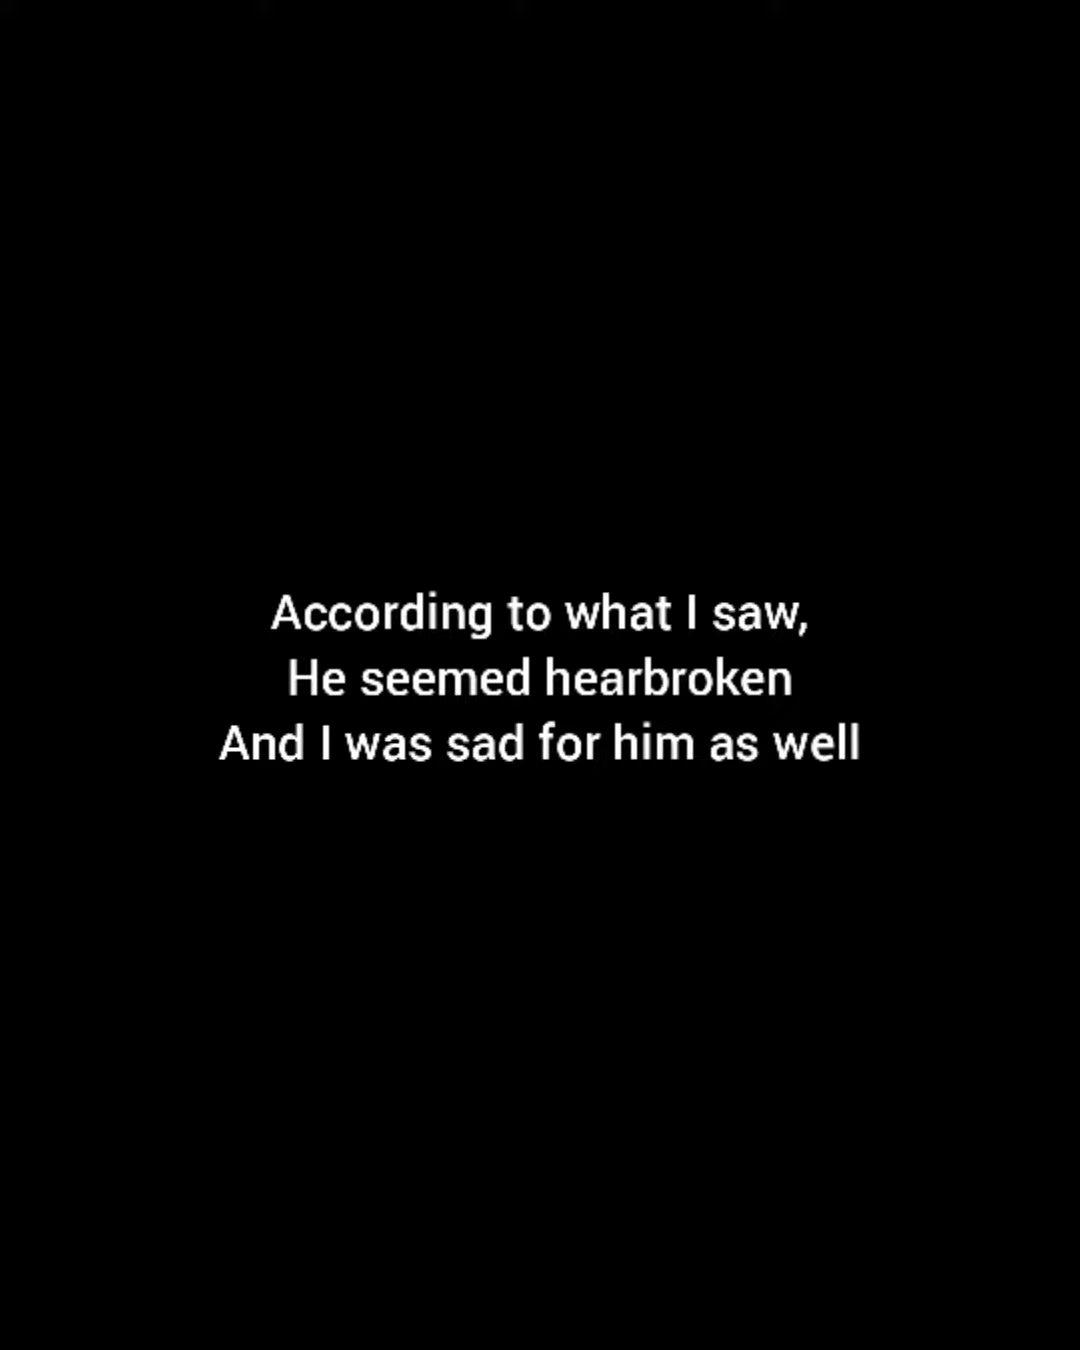 According to what I saw,
He seemed hearbroken
And I was sad for him as well